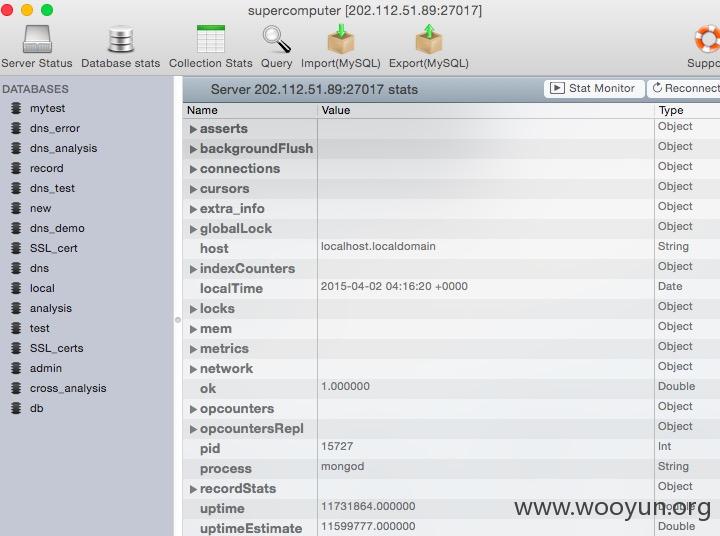 supercomputer [202.112.51.89:27017]
Server Status Database stats Collection Stats Query Import(MySQL) Export(MySQL) Suppo
DATABASES
mytest
dns_error
dns_analysis
record
dns_test
new
dns_demo
SSL_cert
dns
local
analysis
test
SSL_certs
admin
cross_analysis
db
Server 202.112.51.89:27017 stats Stat Monitor Reconnect
Name Value Type
asserts Object
backgroundFlush Object
connections Object
cursors Object
extra_info Object
globalLock Object
host localhost.localdomain String
indexCounters Object
localTime 2015-04-02 04:16:20 +0000 Date
locks Object
mem Object
metrics Object
network Object
ok 1.000000 Double
opcounters Object
opcountersRepl Object
pid 15727 Int
process mongod String
recordStats Object
uptime 11731864.000000 Double
www.wooyun.org
uptimeEstimate 11599777.000000 Double